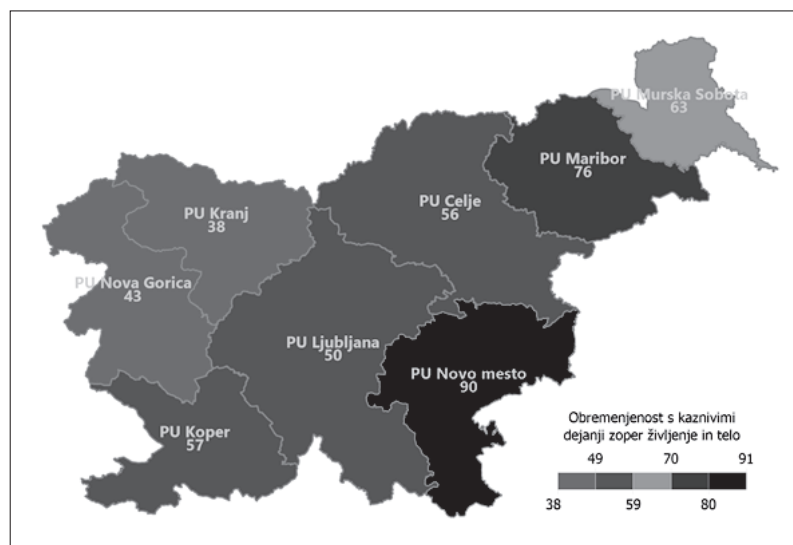 PU Murska Sobota
63
PU Maribor
76
PU Celje
56
PU Kranj
38
PU Nova Gorica
43
PU Ljubljana
50
PU Novo mesto
90
PU Koper
57
Obremenjenost s kaznivimi
dejanji zoper življenje in telo
49 70 91
38 59 80